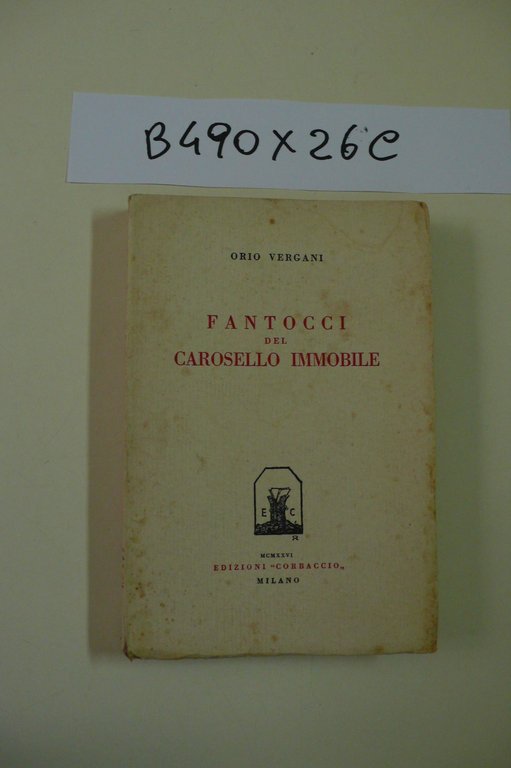 B490X26C
ORIO VERGANI
FANTOCCI
DEL
CAROSELLO IMMOBILE
E C
R
MCMXXVI
EDIZIONI "CORBACCIO„
MILANO